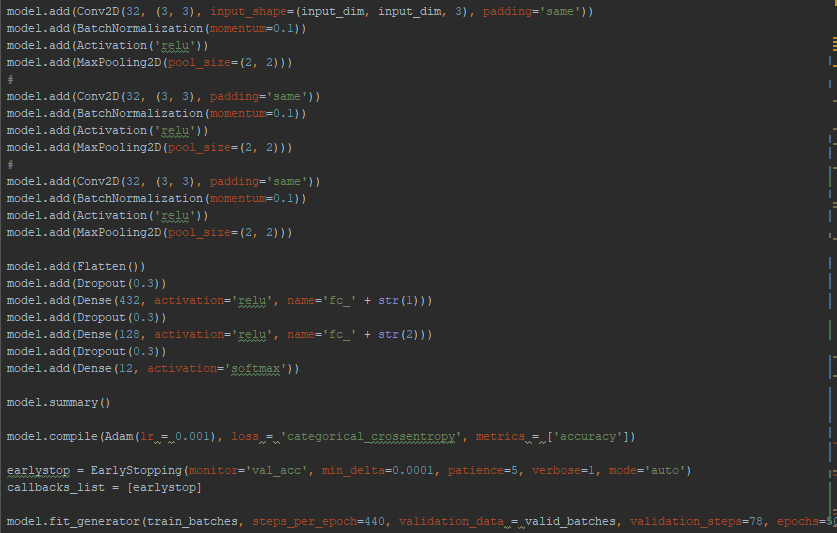 model.add(Conv2D(32, (3, 3), input_shape=(input_dim, input_dim, 3), padding='same'))
model.add(BatchNormalization(momentum=0.1))
model.add(Activation('relu'))
model.add(MaxPooling2D(pool_size=(2, 2)))
#
model.add(Conv2D(32, (3, 3), padding='same'))
model.add(BatchNormalization(momentum=0.1))
model.add(Activation('relu'))
model.add(MaxPooling2D(pool_size=(2, 2)))
#
model.add(Conv2D(32, (3, 3), padding='same'))
model.add(BatchNormalization(momentum=0.1))
model.add(Activation('relu'))
model.add(MaxPooling2D(pool_size=(2, 2)))
model.add(Flatten())
model.add(Dropout(0.3))
model.add(Dense(432, activation='relu', name='fc_' + str(1)))
model.add(Dropout(0.3))
model.add(Dense(128, activation='relu', name='fc_' + str(2)))
model.add(Dropout(0.3))
model.add(Dense(12, activation='softmax'))
model.summary()
model.compile(Adam(lr = 0.001), loss = 'categorical_crossentropy', metrics = ['accuracy'])
earlystop = EarlyStopping(monitor='val_acc', min_delta=0.0001, patience=5, verbose=1, mode='auto')
callbacks_list = [earlystop]
model.fit_generator(train_batches, steps_per_epoch=440, validation_data = valid_batches, validation_steps=78, epochs=